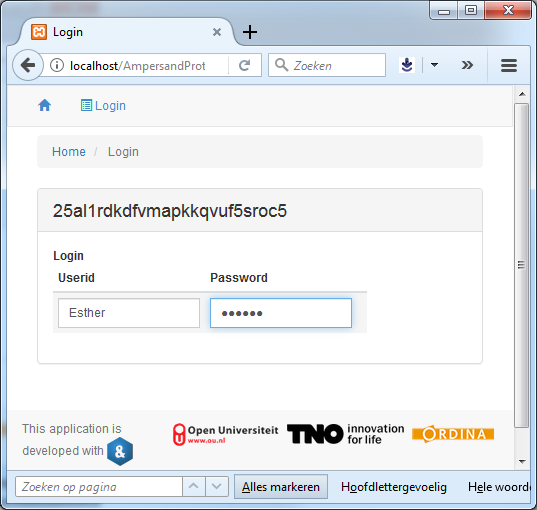 Login
localhost/AmpersandProt
Zoeken
Login
Home / Login
25al1rdkdfvmapkkqvuf5sroc5
Login
Userid Password
Esther ••••••
This application is
developed with &
Open Universiteit
www.ou.nl
TNO innovation
for life
ORDINA
Zoeken op pagina Alles markeren Hoofdlettergevoelig Hele woorde